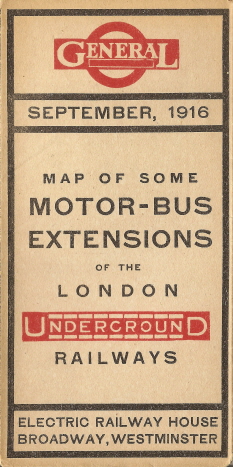 GENERAL
SEPTEMBER, 1916
MAP OF SOME
MOTOR-BUS
EXTENSIONS
OF THE
LONDON
UNDERGROUND
RAILWAYS
ELECTRIC RAILWAY HOUSE
BROADWAY, WESTMINSTER